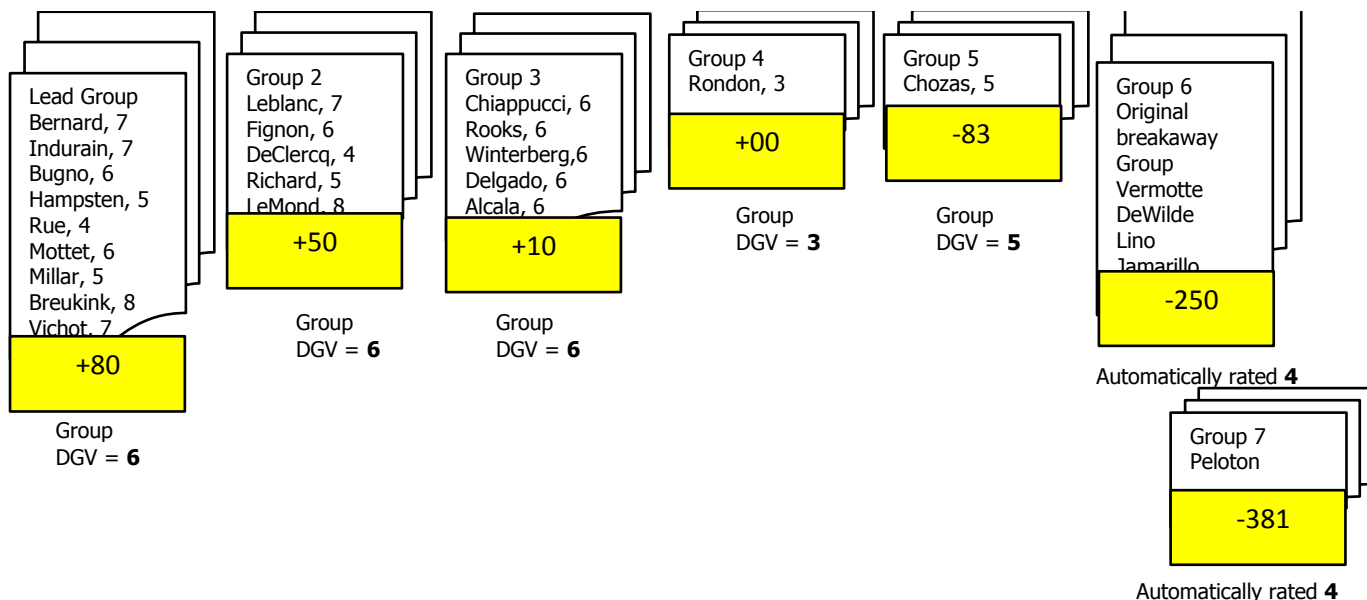 Lead Group
Bernard, 7
Indurain, 7
Bugno, 6
Hampsten, 5
Rue, 4
Mottet, 6
Millar, 5
Breukink, 8
Vichot, 7
+80
Group
DGV = 6
Group 2
Leblanc, 7
Fignon, 6
DeClercq, 4
Richard, 5
LeMond, 8
+50
Group
DGV = 6
Group 3
Chiappucci, 6
Rooks, 6
Winterberg,6
Delgado, 6
Alcala, 6
+10
Group
DGV = 6
Group 4
Rondon, 3
+00
Group
DGV = 3
Group 5
Chozas, 5
-83
Group
DGV = 5
Group 6
Original
breakaway
Group
Vermotte
DeWilde
Lino
Jamarillo
-250
Automatically rated 4
Group 7
Peloton
-381
Automatically rated 4